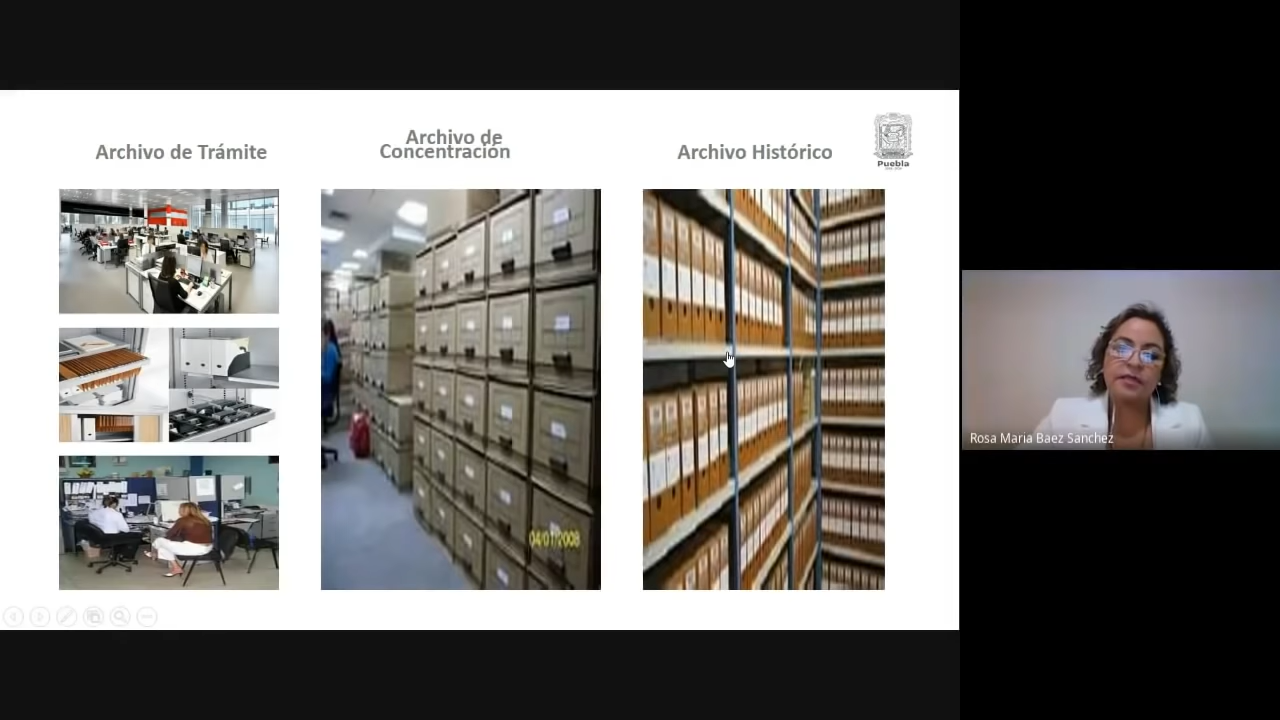 Archivo de Trámite
Archivo de
Concentración
Archivo Histórico
Puebla
04/07/2008
Rosa Maria Baez Sanchez